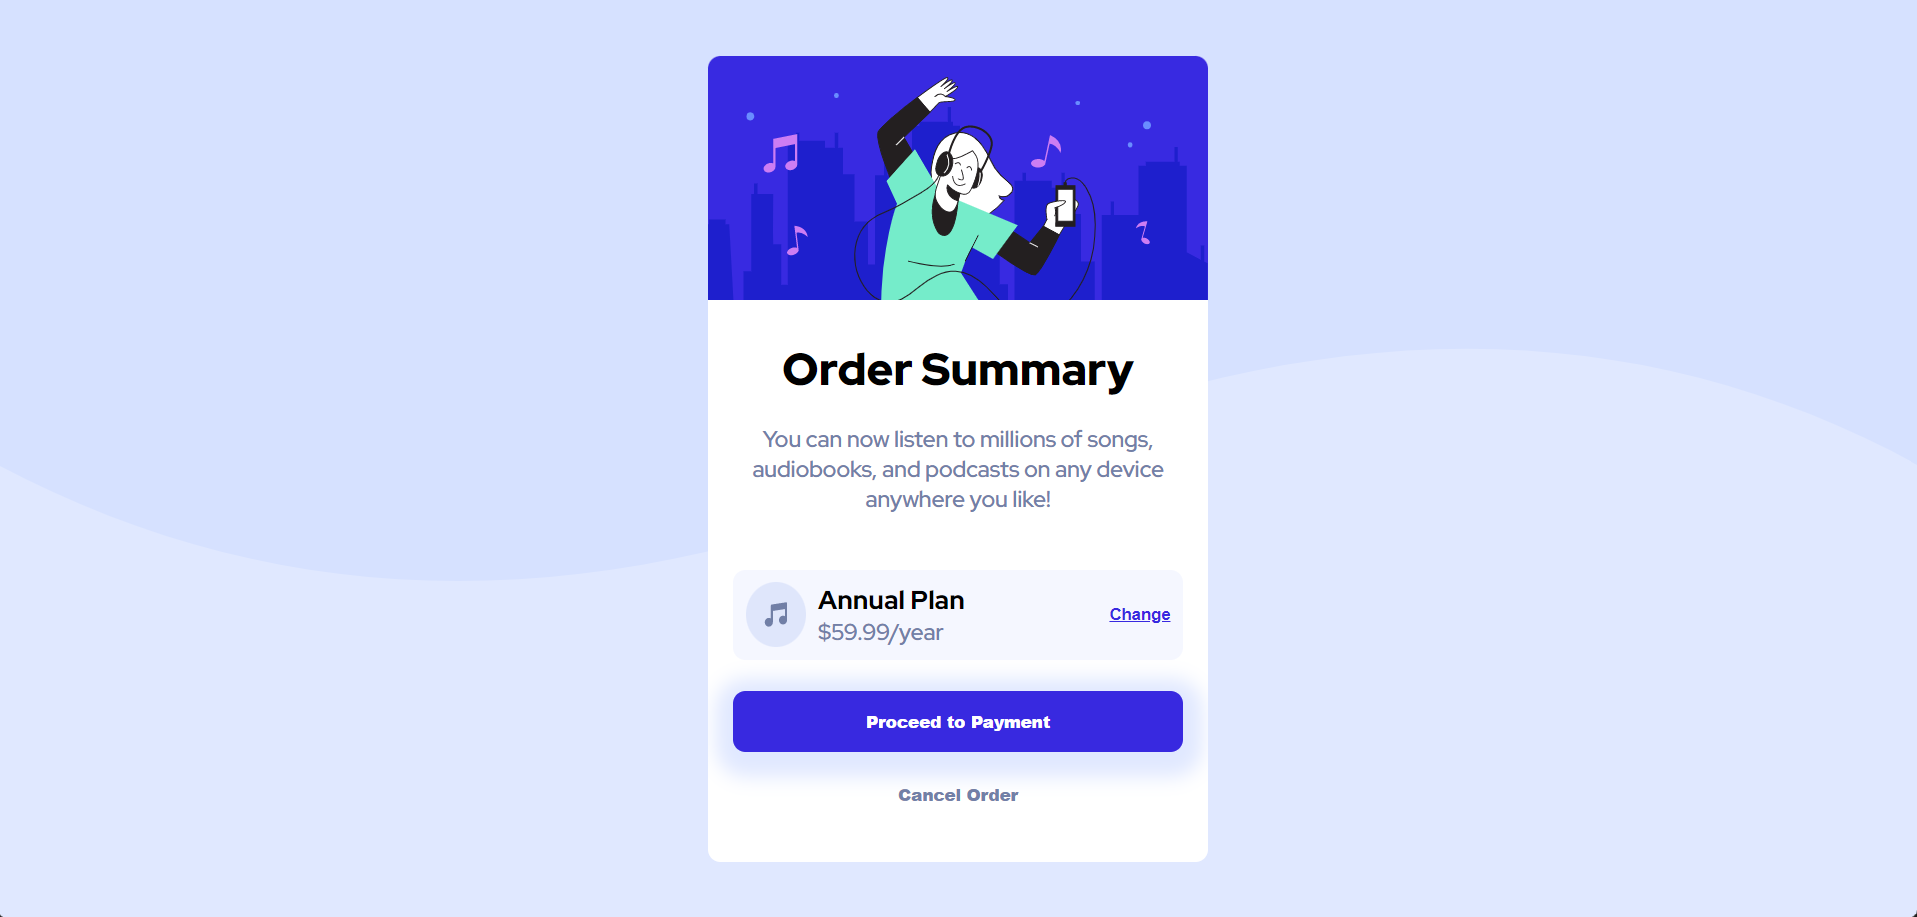 Order Summary
You can now listen to millions of songs,
audiobooks, and podcasts on any device
anywhere you like!
Annual Plan
$59.99/year
Change
Proceed to Payment
Cancel Order